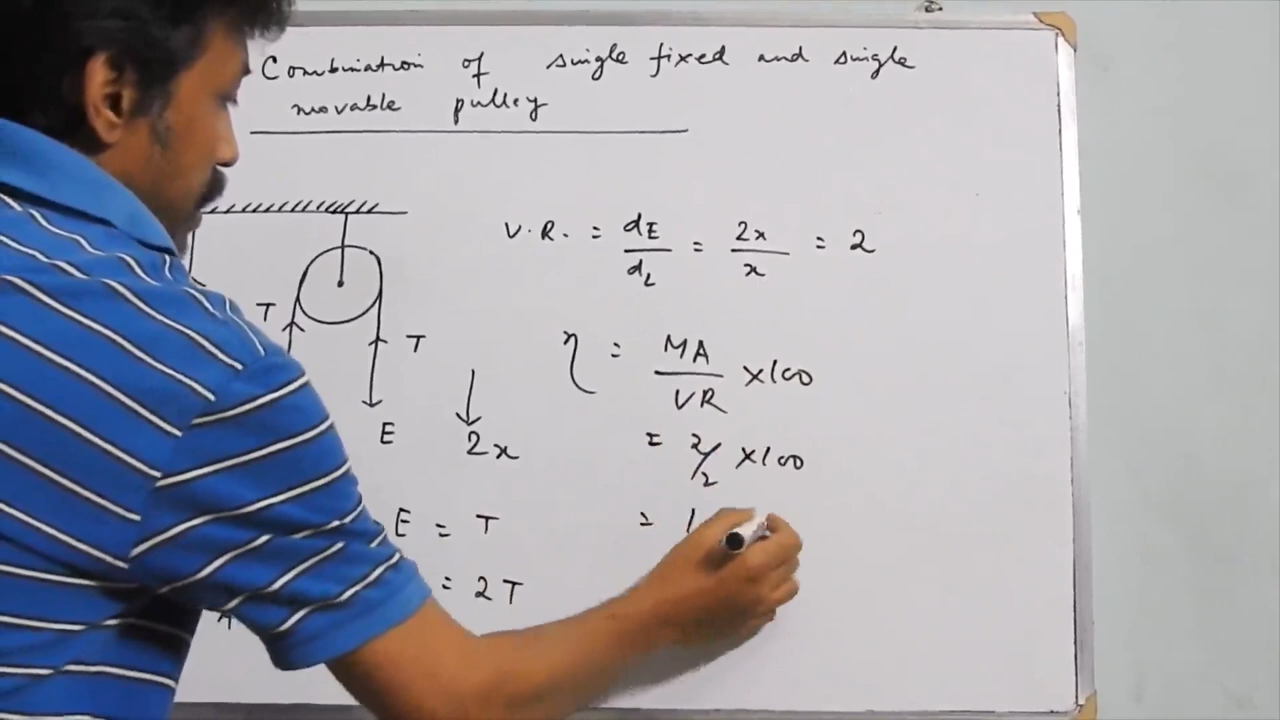 Combination of single fixed and single
movable pulley
V.R. = dE/dL = 2x/x = 2
T
T
E
2x
η = MA/VR ×100
= 2/2 ×100
= 1
E = T
= 2T